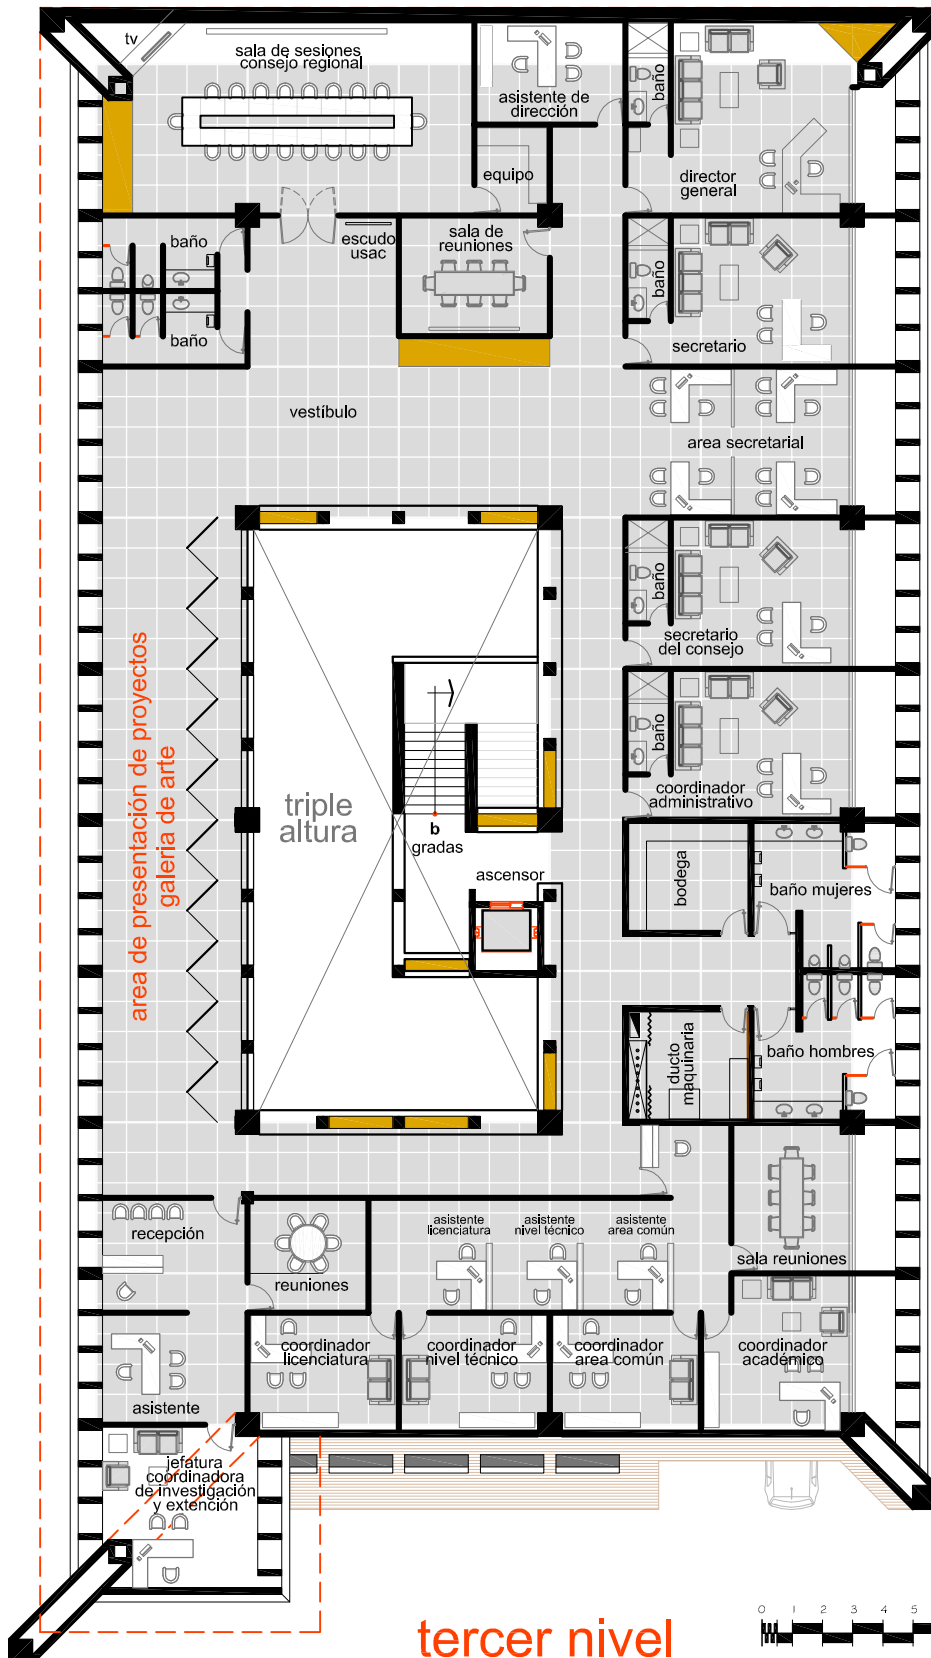 tv
sala de sesiones
consejo regional
asistente de
dirección
baño
director
general
equipo
baño
escudo
usac
sala de
reuniones
baño
secretario
baño
vestíbulo
area secretarial
baño
secretario
del consejo
area de presentación de proyectos
galeria de arte
triple
altura
b
gradas
ascensor
baño
coordinador
administrativo
bodega
baño mujeres
ducto
maquinaria
baño hombres
recepción
reuniones
asistente
licenciatura
asistente
nivel técnico
asistente
area común
sala reuniones
asistente
coordinador
licenciatura
coordinador
nivel técnico
coordinador
area común
coordinador
académico
jefatura
coordinadora
de investigación
y extención
tercer nivel
0 1 2 3 4 5